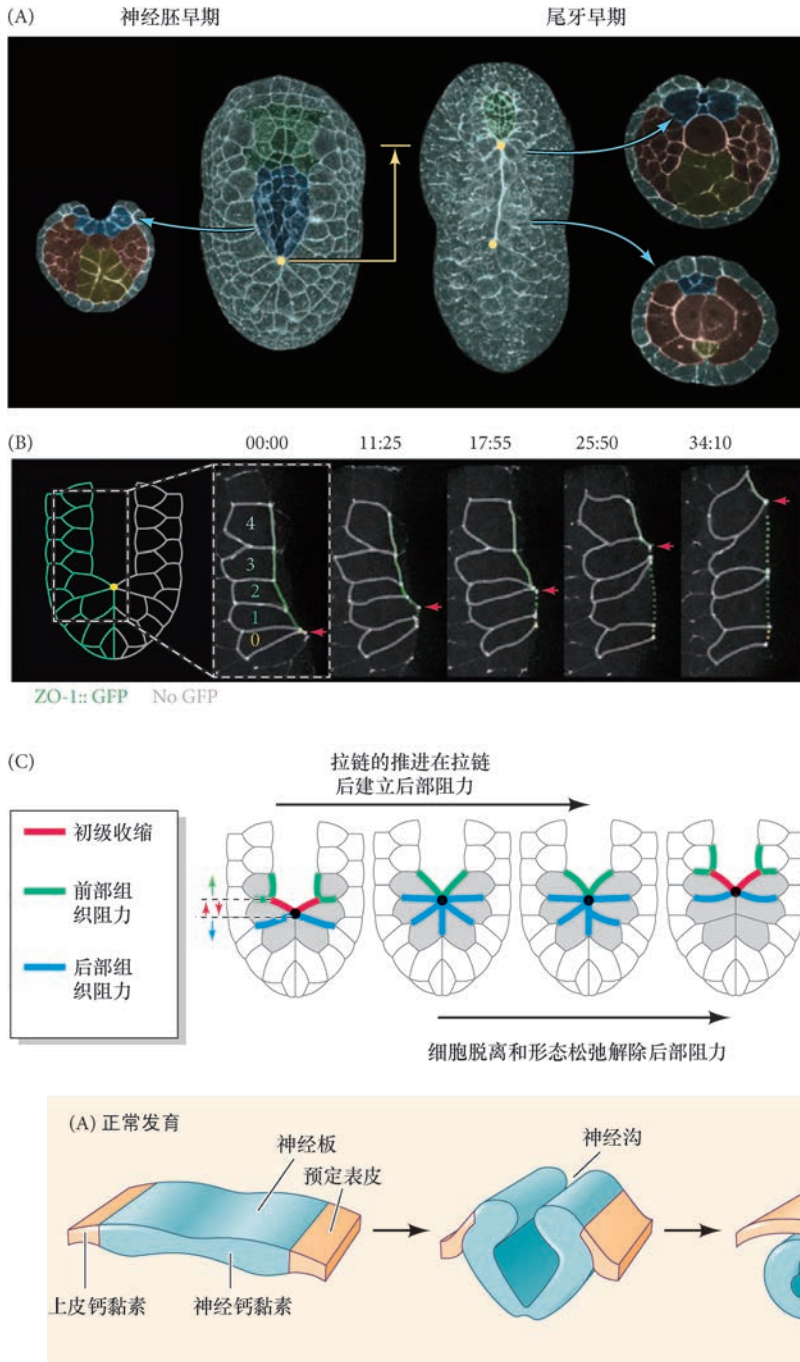 (A)
神经胚早期
尾牙早期
(B)
00:00
11:25
17:55
25:50
34:10
4
3
2
1
0
ZO-1:: GFP
No GFP
(C)
拉链的推进在拉链
后建立后部阻力
初级收缩
前部组
织阻力
后部组
织阻力
细胞脱离和形态松弛解除后部阻力
(A) 正常发育
神经板
预定表皮
神经沟
上皮钙黏素
神经钙黏素